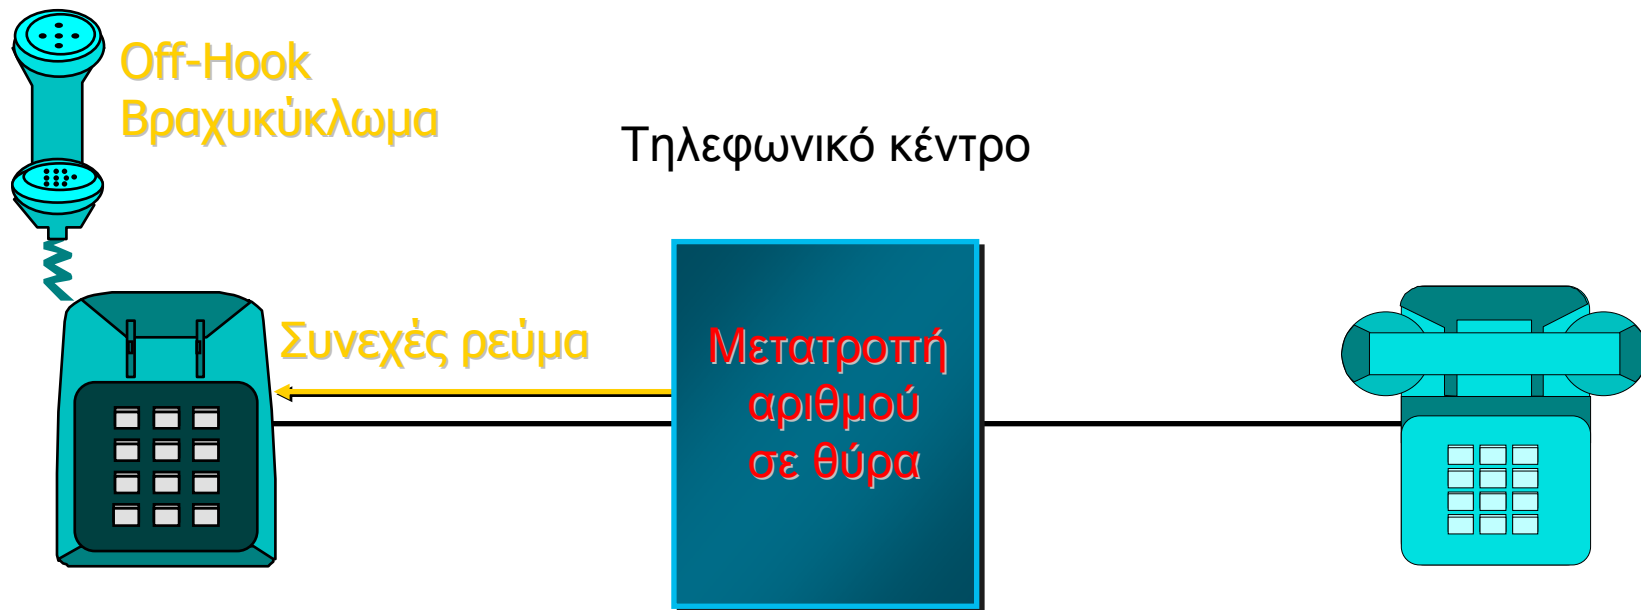 Off-Hook
Βραχυκύκλωμα
Τηλεφωνικό κέντρο
Συνεχές ρεύμα
Μετατροπή
αριθμού
σε θύρα